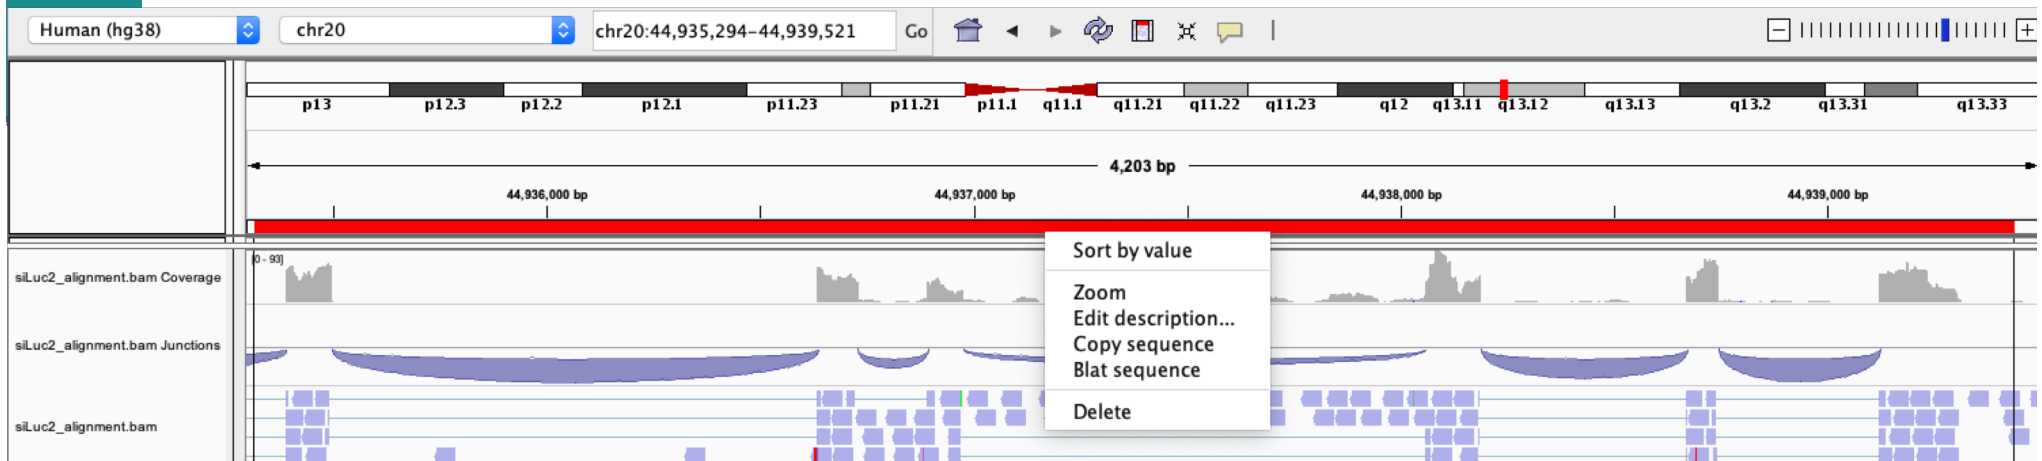 Human (hg38) chr20 chr20:44,935,294-44,939,521 Go
p13 p12.3 p12.2 p12.1 p11.23 p11.21 p11.1 q11.1 q11.21 q11.22 q11.23 q12 q13.11 q13.12 q13.13 q13.2 q13.31 q13.33
4,203 bp
44,936,000 bp 44,937,000 bp 44,938,000 bp 44,939,000 bp
[0 - 93]
siLuc2_alignment.bam Coverage
siLuc2_alignment.bam Junctions
siLuc2_alignment.bam
Sort by value
Zoom
Edit description...
Copy sequence
Blat sequence
Delete